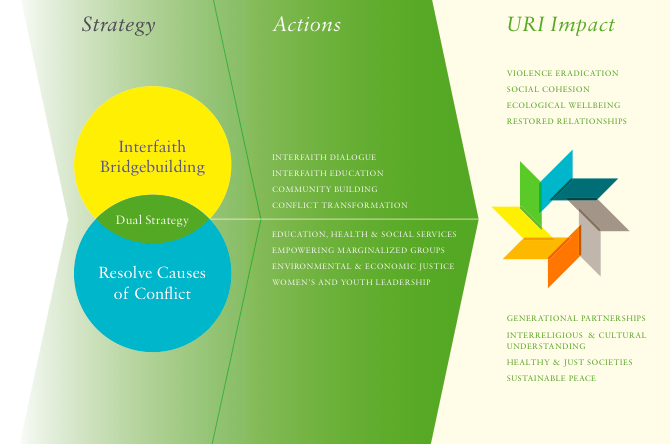 Strategy
Interfaith
Bridgebuilding
Dual Strategy
Resolve Causes
of Conflict
Actions
INTERFAITH DIALOGUE
INTERFAITH EDUCATION
COMMUNITY BUILDING
CONFLICT TRANSFORMATION
EDUCATION, HEALTH & SOCIAL SERVICES
EMPOWERING MARGINALIZED GROUPS
ENVIRONMENTAL & ECONOMIC JUSTICE
WOMEN'S AND YOUTH LEADERSHIP
URI Impact
VIOLENCE ERADICATION
SOCIAL COHESION
ECOLOGICAL WELLBEING
RESTORED RELATIONSHIPS
GENERATIONAL PARTNERSHIPS
INTERRELIGIOUS & CULTURAL
UNDERSTANDING
HEALTHY & JUST SOCIETIES
SUSTAINABLE PEACE